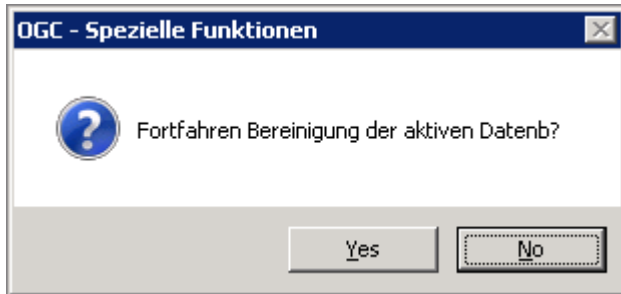 OGC - Spezielle Funktionen
Fortfahren Bereinigung der aktiven Datenb?
Yes
No